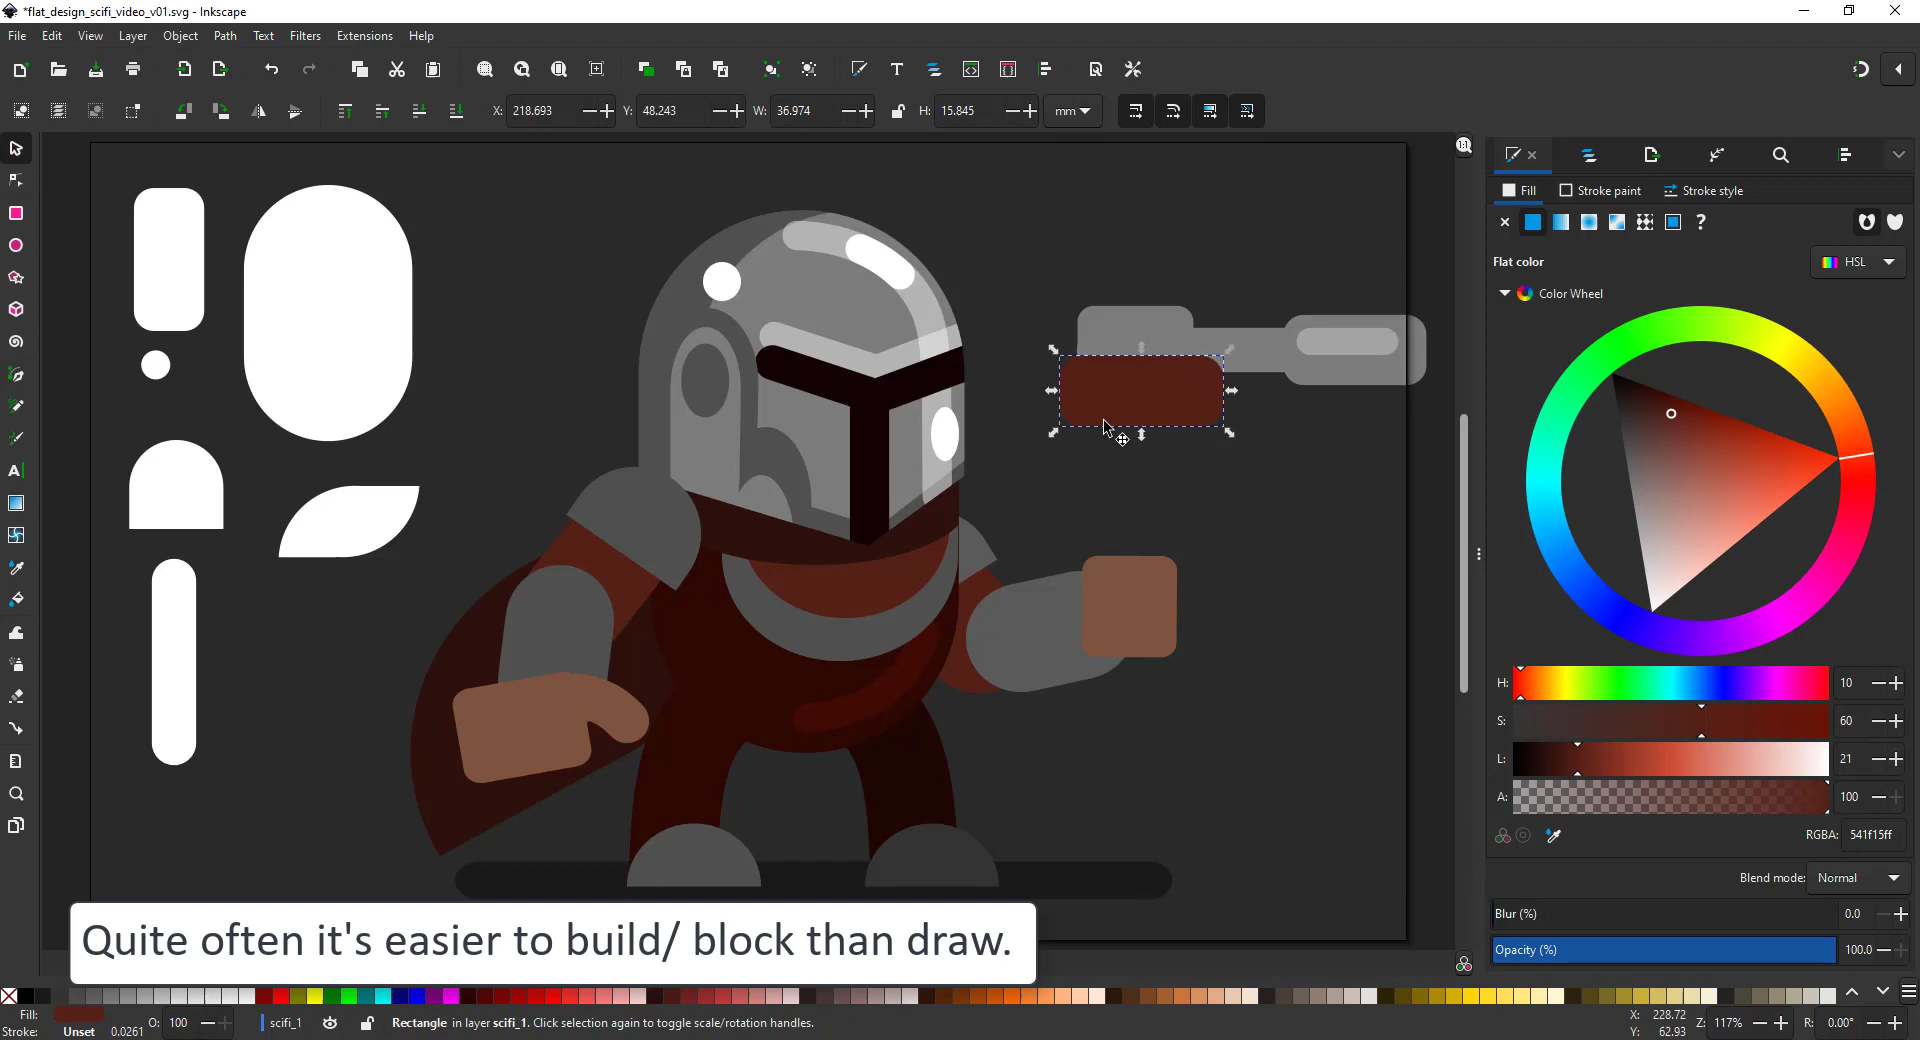 *flat_design_scifi_video_v01.svg - Inkscape
File Edit View Layer Object Path Text Filters Extensions Help
X: 218.693 Y: 48.243 W: 36.974 H: 15.845 mm
1:1
Fill Stroke paint Stroke style
Flat color HSL
Color Wheel
H: 10
S: 60
L: 21
A: 100
RGBA: 541f15ff
Blend mode: Normal
Blur (%) 0.0
Opacity (%) 100.0
Quite often it's easier to build/ block than draw.
Fill:
Stroke: Unset 0.0261 O: 100 scifi_1 Rectangle in layer scifi_1. Click selection again to toggle scale/rotation handles.
X: 228.72
Y: 62.93
Z: 117% R: 0.00°